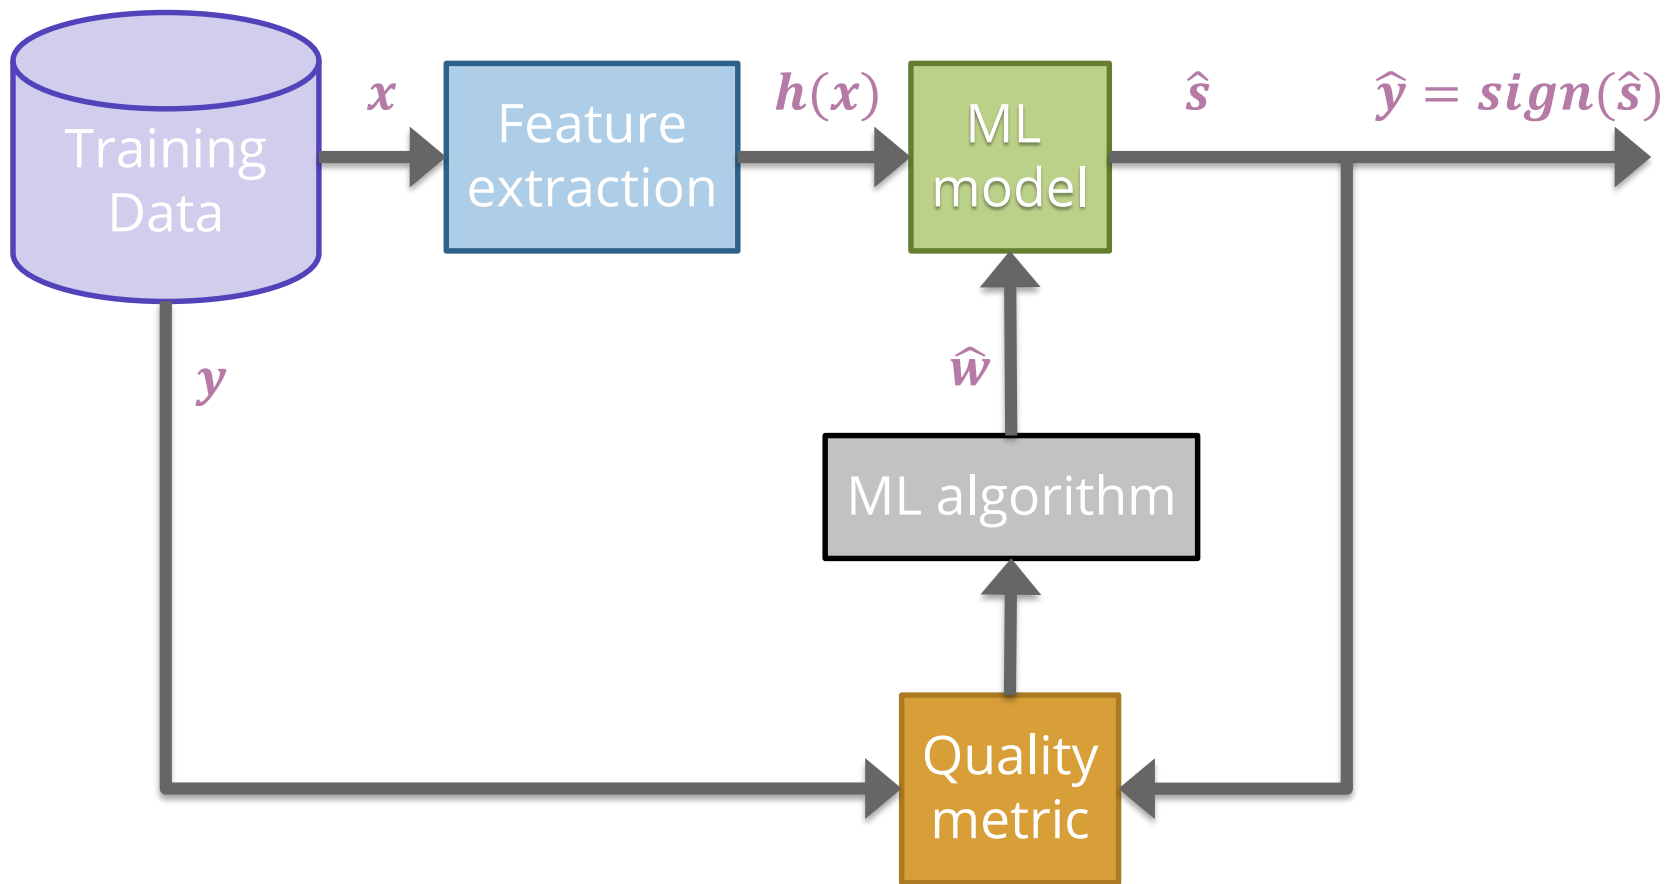 Training
Data
x
Feature
extraction
h(x)
ML
model
ŝ
ŷ = sign(ŝ)
y
ŵ
ML algorithm
Quality
metric